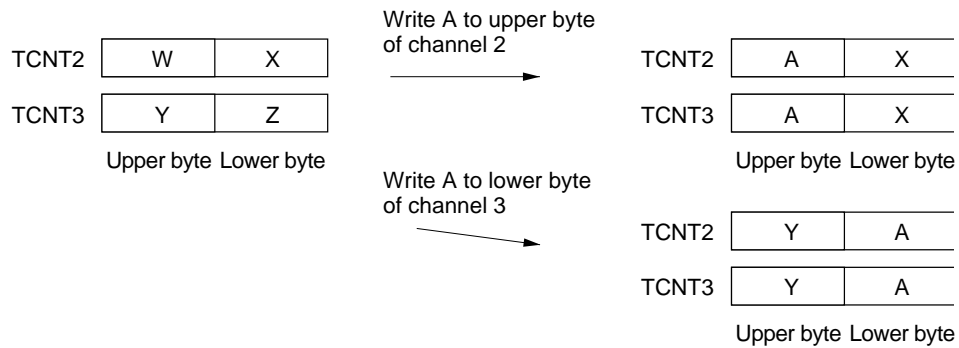 Write A to upper byte
of channel 2
TCNT2 W X
TCNT3 Y Z
Upper byte Lower byte
TCNT2 A X
TCNT3 A X
Upper byte Lower byte
Write A to lower byte
of channel 3
TCNT2 Y A
TCNT3 Y A
Upper byte Lower byte